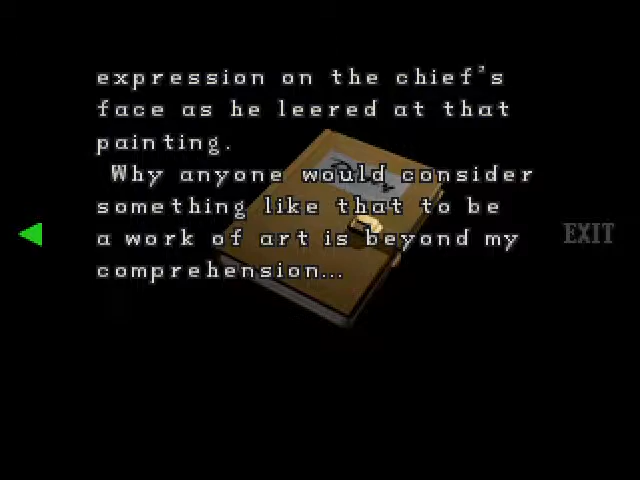 expression on the chief's
face as he leered at that
painting.
Why anyone would consider
something like that to be
a work of art is beyond my
comprehension...
EXIT
Diary